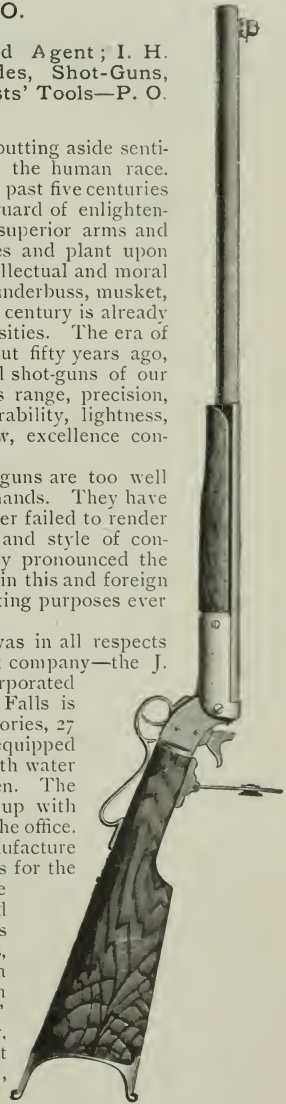 O.
d Agent; I. H.
les, Shot-Guns,
sts' Tools—P. O.
putting aside senti-
the human race.
past five centuries
uard of enlighten-
superior arms and
es and plant upon
llectual and moral
underbuss, musket,
century is already
sities. The era of
ut fifty years ago,
l shot-guns of our
s range, precision,
rability, lightness,
w, excellence con-
guns are too well
hands. They have
er failed to render
and style of con-
y pronounced the
in this and foreign
ting purposes ever
was in all respects
t company—the J.
rporated
Falls is
ories, 27
equipped
th water
en. The
up with
he office.
nufacture
s for the
e
l
s
,
n
n
,
t
,